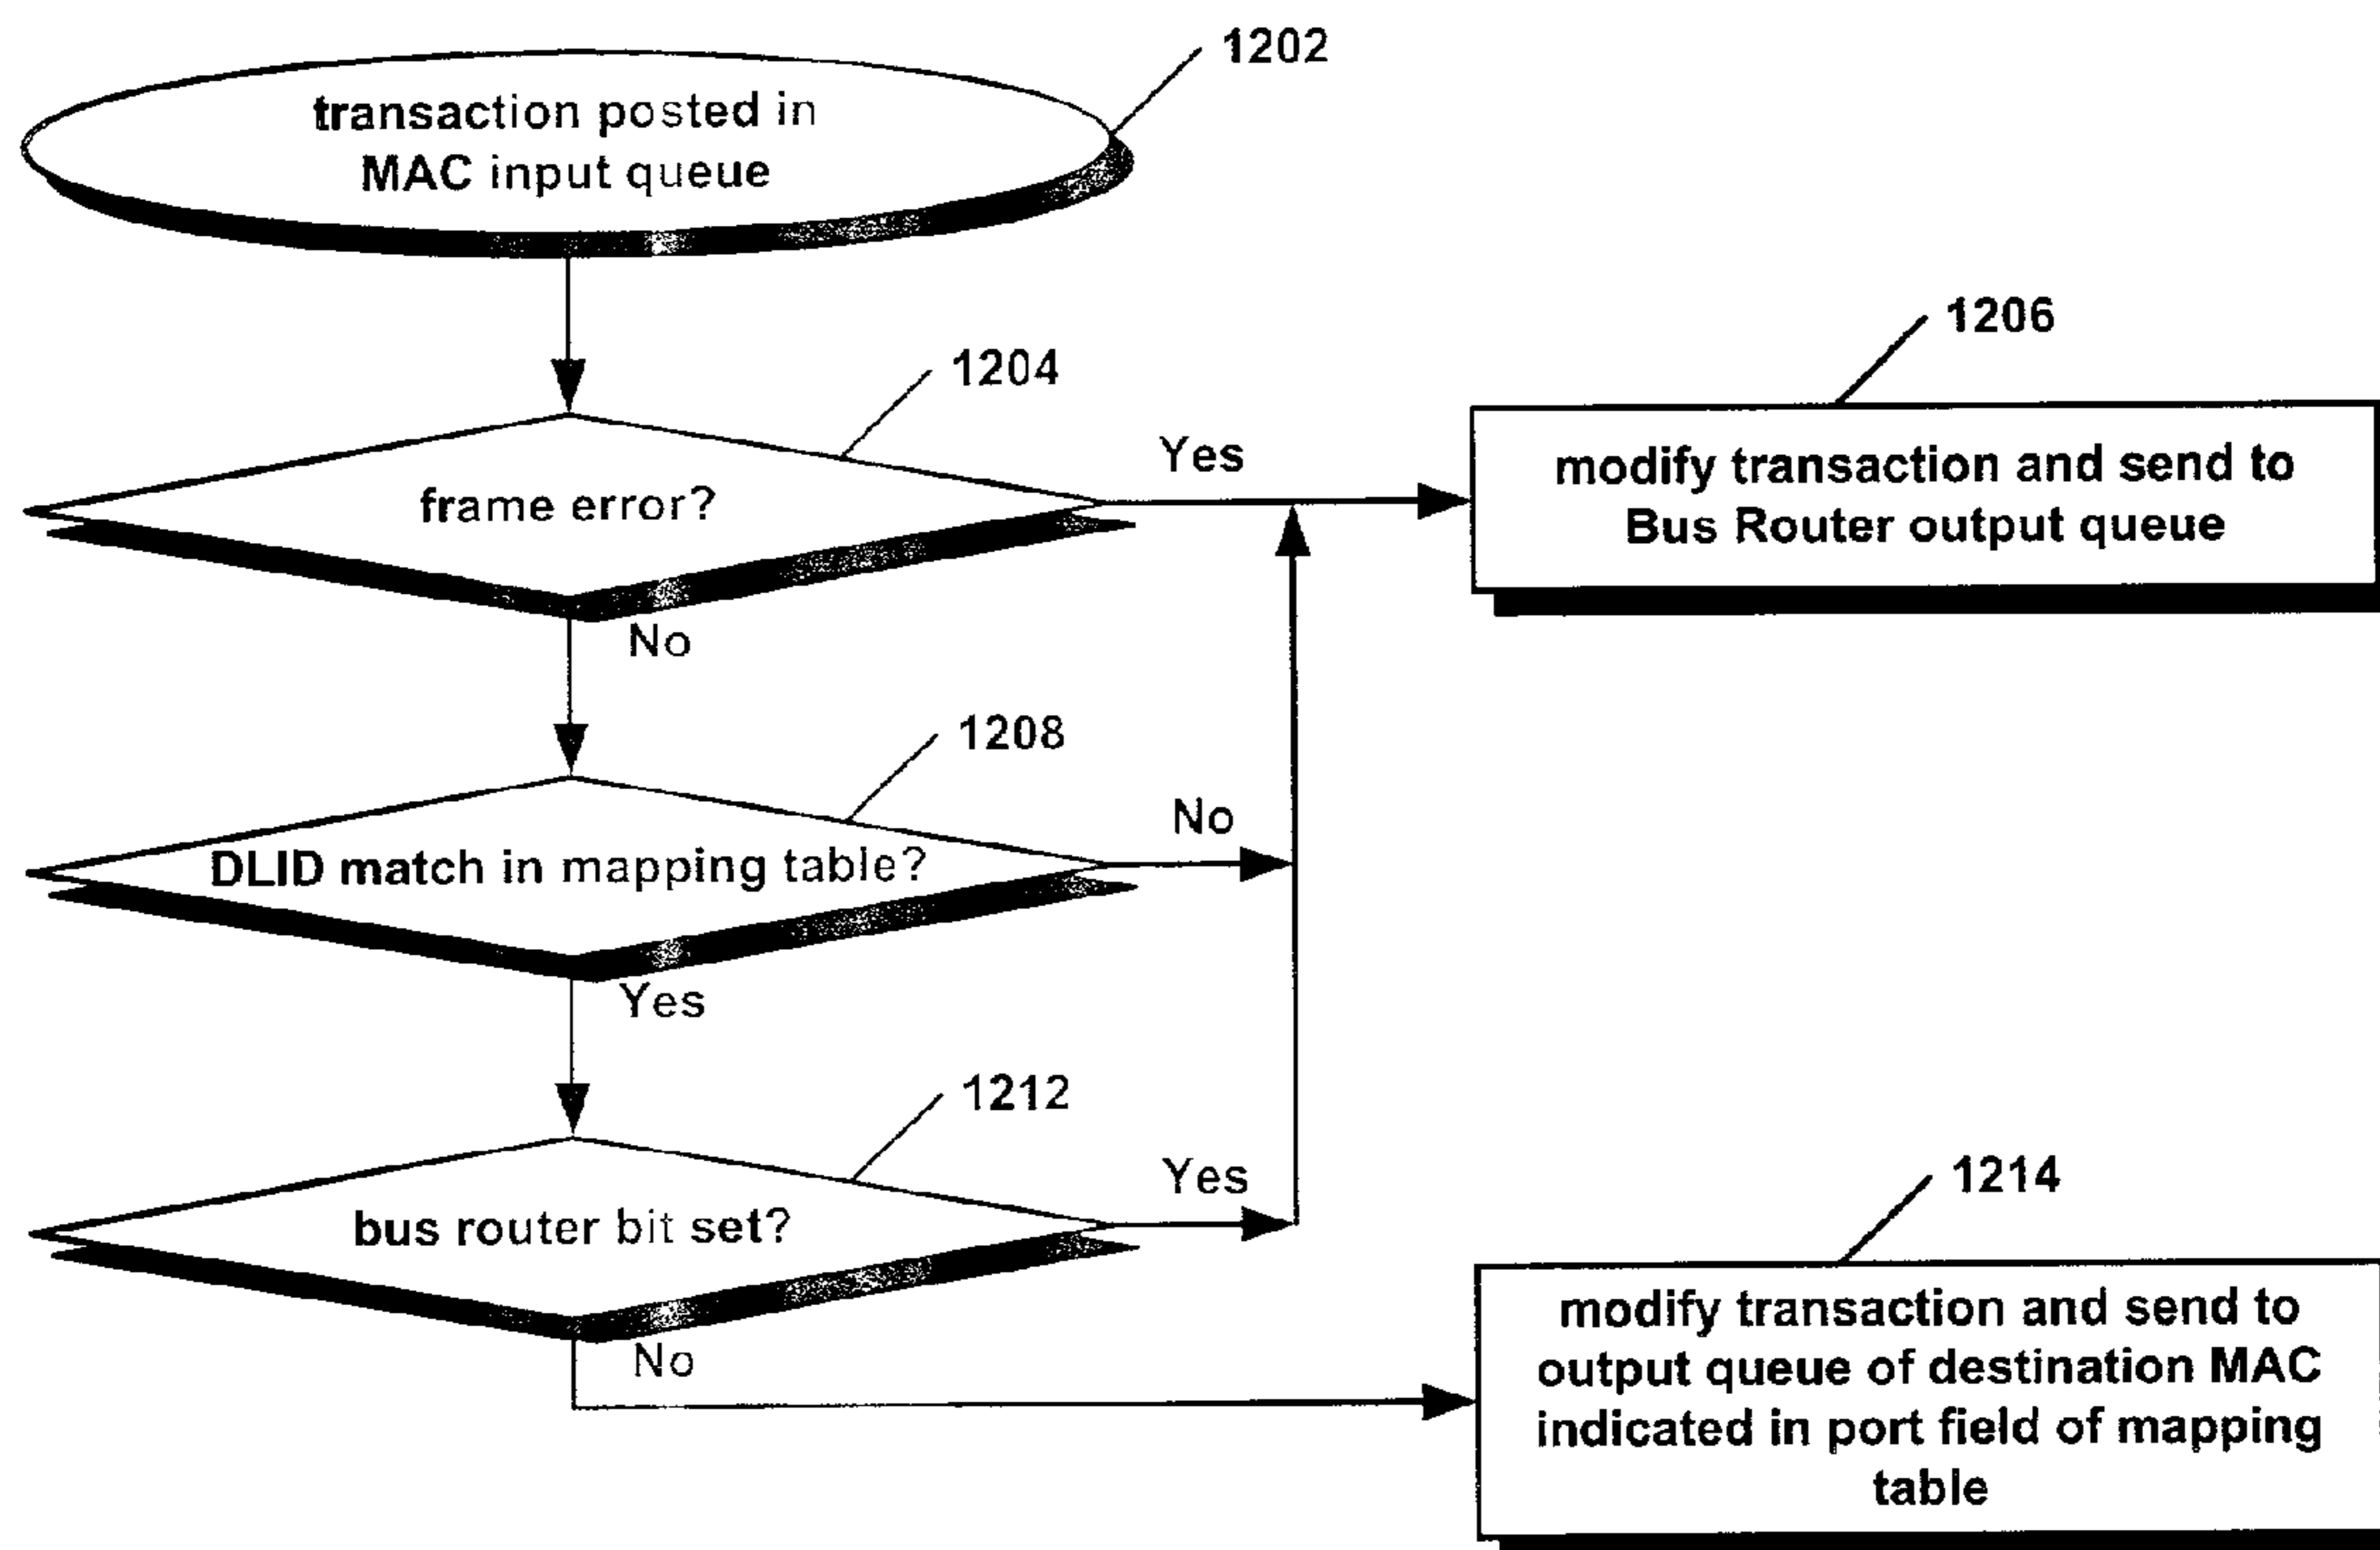 1202
transaction posted in
MAC input queue
1206
1204
Yes
modify transaction and send to
Bus Router output queue
frame error?
No
1208
No
DLID match in mapping table?
Yes
1212
1214
Yes
bus router bit set?
modify transaction and send to
output queue of destination MAC
indicated in port field of mapping
table
No